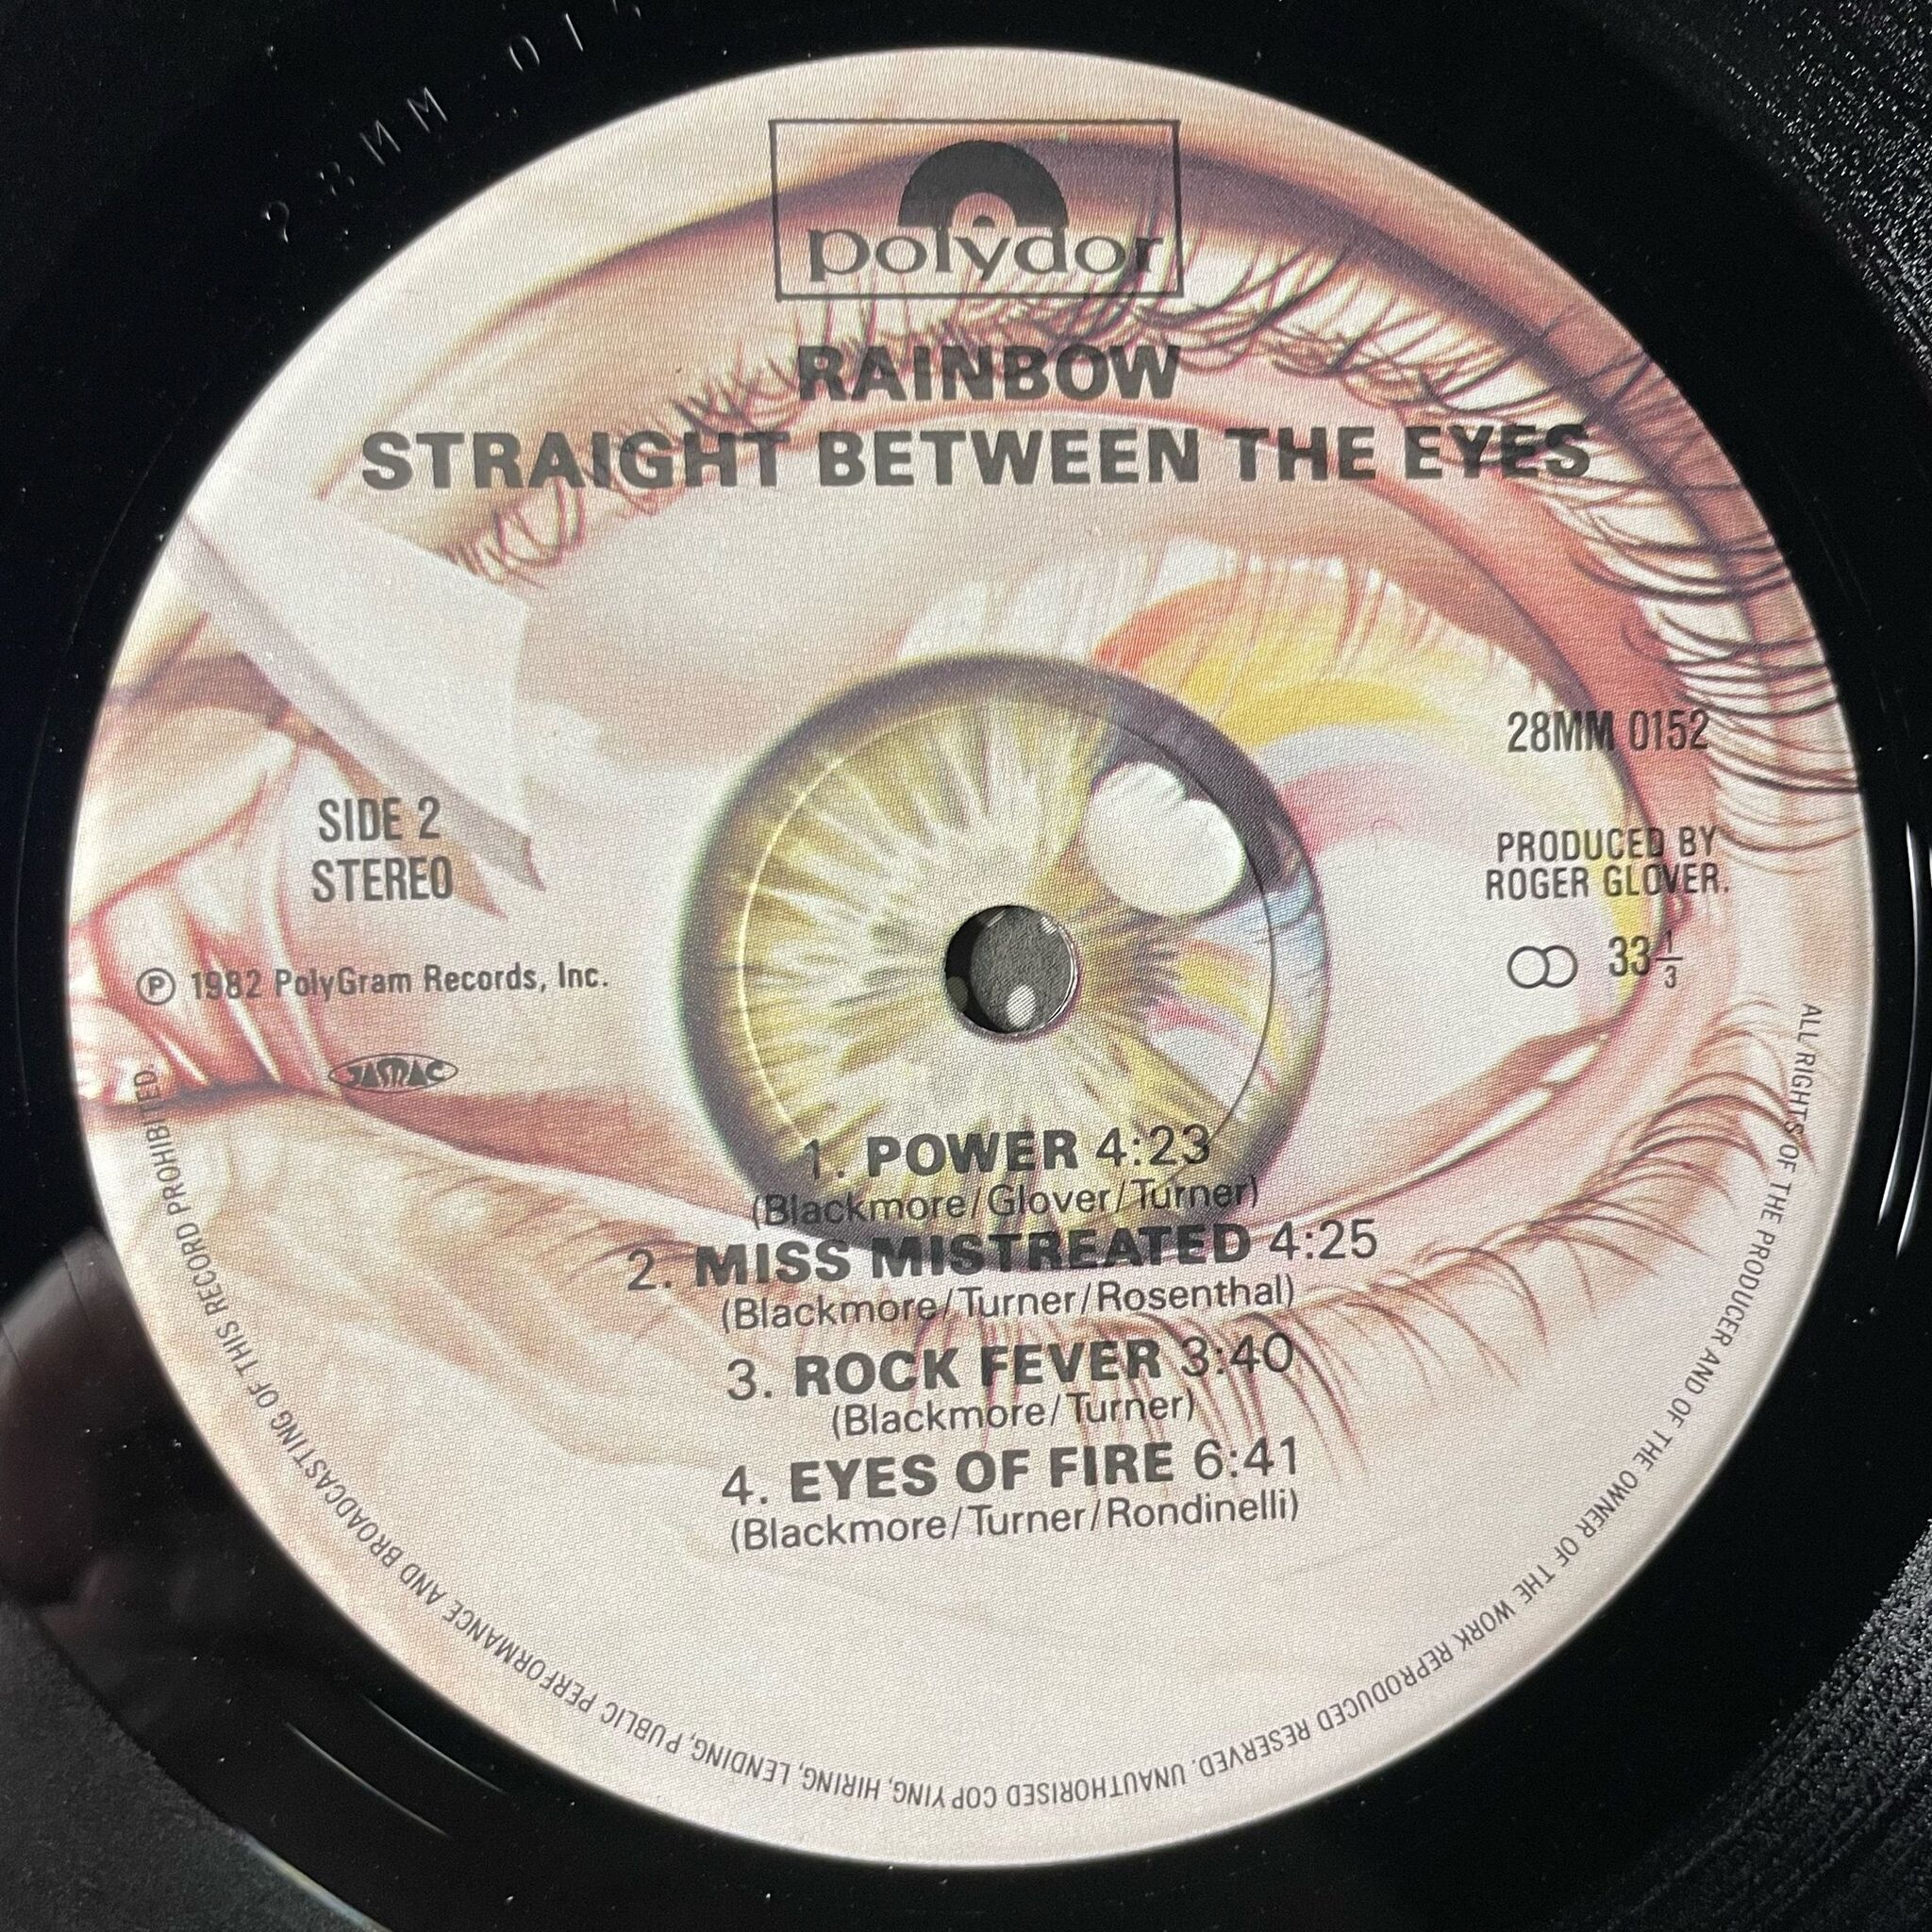 28MM 01
polydor
RAINBOW
STRAIGHT BETWEEN THE EYES
28MM 0152
SIDE 2
STEREO
PRODUCED BY
ROGER GLOVER.
33 1/3
Ⓟ 1982 PolyGram Records, Inc.
JASRAC
1. POWER 4:23
(Blackmore/Glover/Turner)
2. MISS MISTREATED 4:25
(Blackmore/Turner/Rosenthal)
3. ROCK FEVER 3:40
(Blackmore/Turner)
4. EYES OF FIRE 6:41
(Blackmore/Turner/Rondinelli)
ALL RIGHTS OF THE PRODUCER AND OF THE OWNER OF THE WORK REPRODUCED RESERVED. UNAUTHORISED COPYING, HIRING, LENDING, PUBLIC PERFORMANCE AND BROADCASTING OF THIS RECORD PROHIBITED.